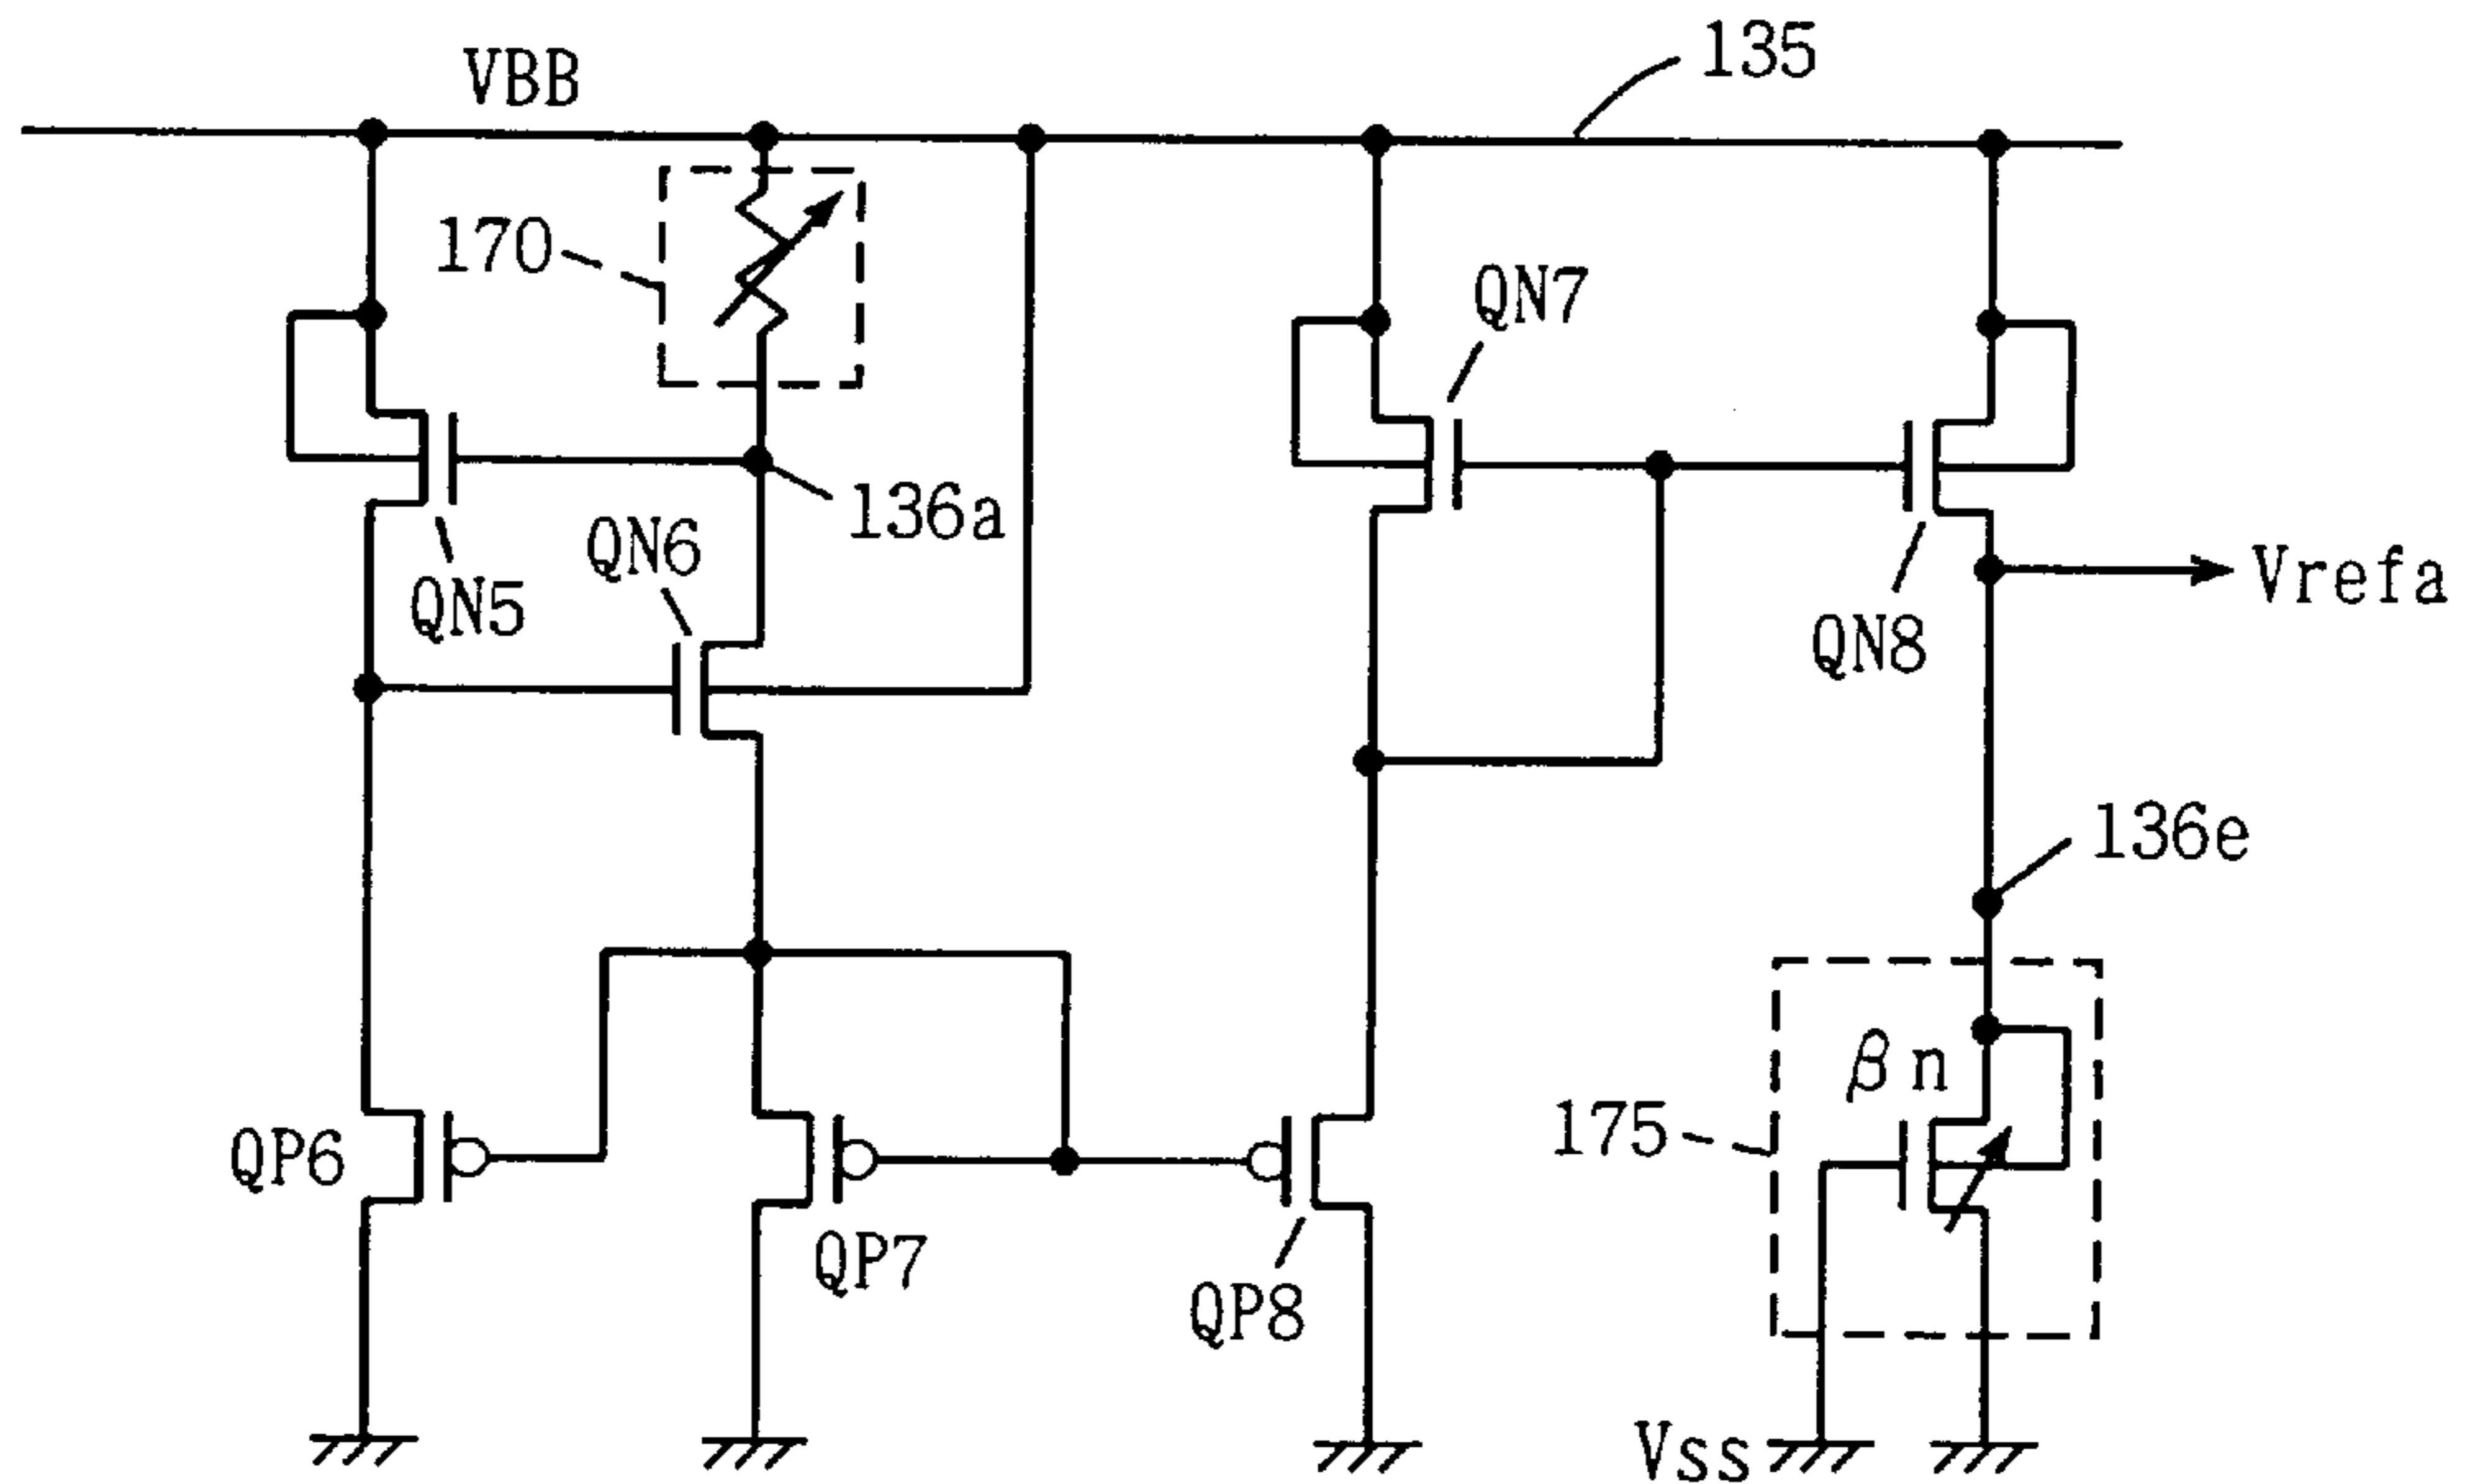 135
VBB
170
QN7
136a
QN6
QN5
Vrefa
QN8
136e
βn
175
QP6
QP7
QP8
Vss